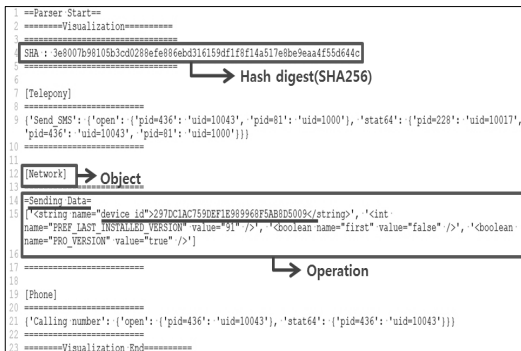 1 ==Parser Start==
2 ========Visualization==========
3 ================================
4 SHA : 3e8007b98105b3cd0288efe886ebd316159df1f8f14a517e8be9eaa4f55d644c
5 ================================
Hash digest(SHA256)
6
7 [Telepony]
8 =========================
9 {'Send_SMS': {'open': {'pid=436': 'uid=10043', 'pid=81': 'uid=1000'}, 'stat64': {'pid=228': 'uid=10017',
'pid=436': 'uid=10043', 'pid=81': 'uid=1000'}}}
10 =========================
11
12 [Network] Object
13 =========================
14 =Sending Data=
15 ['<string name="device_id">297DC1AC759DEF1E989968F5AB8D5009</string>', '<int
name="PREF_LAST_INSTALLED_VERSION" value="91" />', '<boolean name="first" value="false" />', '<boolean
name="PRO_VERSION" value="true" />']
16
17 =========================
Operation
18
19 [Phone]
20 =========================
21 {'Calling number': {'open': {'pid=436': 'uid=10043'}, 'stat64': {'pid=436': 'uid=10043'}}}
22 =========================
23 ========Visualization End==========